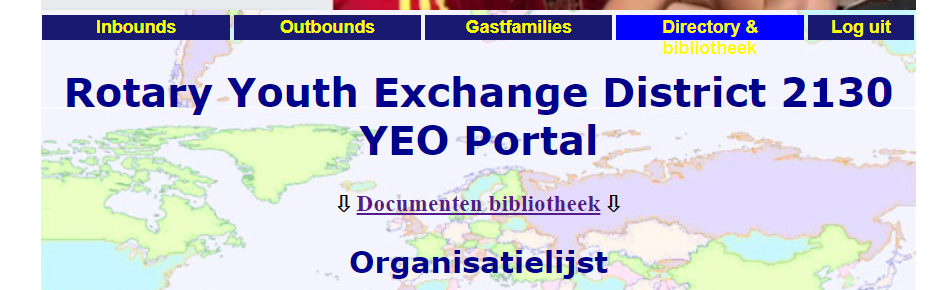 Inbounds Outbounds Gastfamilies Directory & Log uit
bibliotheek
Rotary Youth Exchange District 2130
YEO Portal
⇩ Documenten bibliotheek ⇩
Organisatielijst